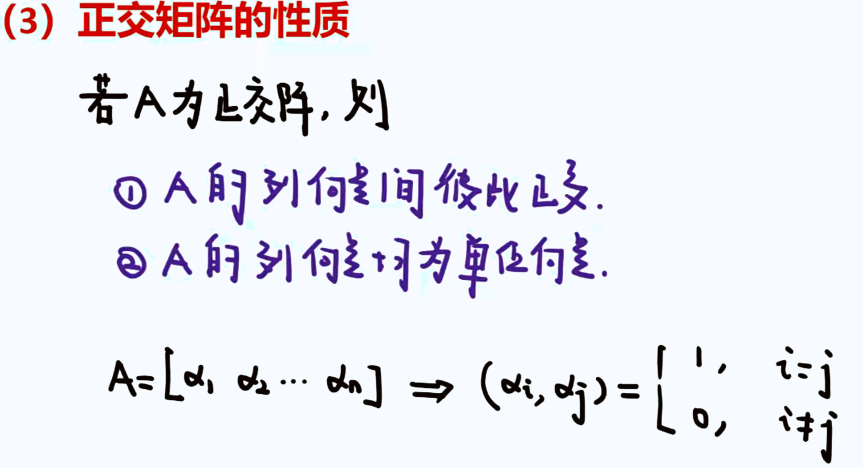 (3) 正交矩阵的性质
若A为正交阵,则
① A的列向量间彼此正交.
② A的列向量均为单位向量.
A=[α₁ α₂ ⋯ αₙ] ⇒ (αᵢ,αⱼ)={1, i=j
0, i≠j